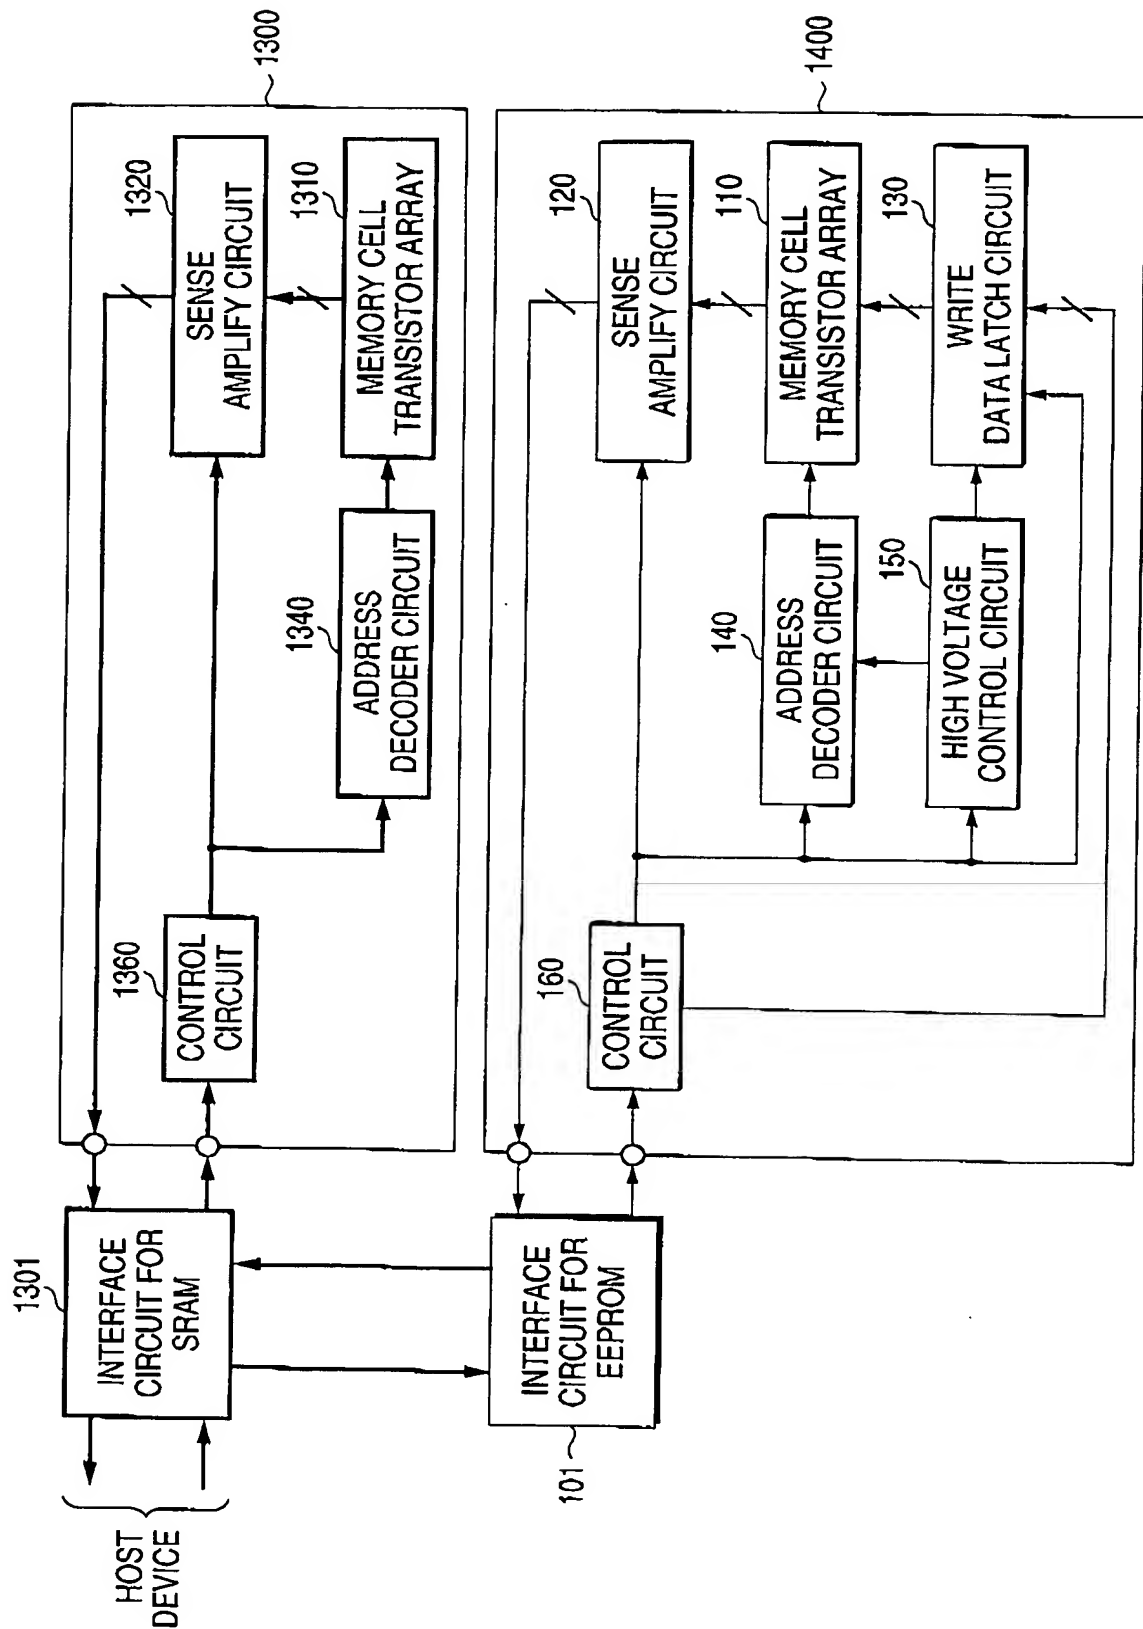 HOST
DEVICE
1301
INTERFACE
CIRCUIT FOR
SRAM
1300
1360
CONTROL
CIRCUIT
1320
SENSE
AMPLIFY CIRCUIT
1340
ADDRESS
DECODER CIRCUIT
1310
MEMORY CELL
TRANSISTOR ARRAY
101
INTERFACE
CIRCUIT FOR
EEPROM
1400
160
CONTROL
CIRCUIT
120
SENSE
AMPLIFY CIRCUIT
140
ADDRESS
DECODER CIRCUIT
110
MEMORY CELL
TRANSISTOR ARRAY
150
HIGH VOLTAGE
CONTROL CIRCUIT
130
WRITE
DATA LATCH CIRCUIT